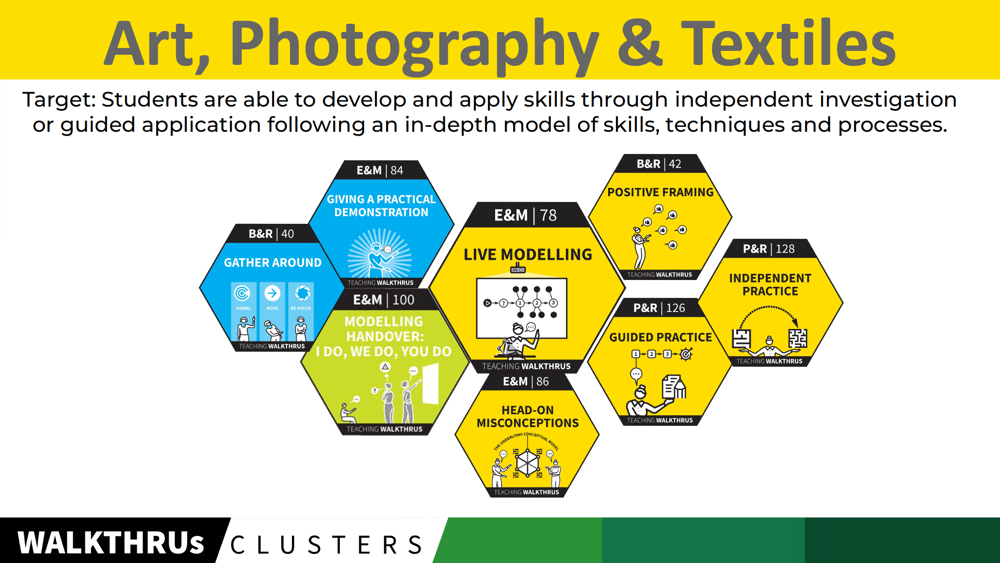 Art, Photography & Textiles
Target: Students are able to develop and apply skills through independent investigation
or guided application following an in-depth model of skills, techniques and processes.
B&R | 40
GATHER AROUND
SIGNAL
MOVE
RE-FOCUS
TEACHING WALKTHRUS
E&M | 84
GIVING A PRACTICAL
DEMONSTRATION
TEACHING WALKTHRUS
E&M | 100
MODELLING
HANDOVER:
I DO, WE DO, YOU DO
?
TEACHING WALKTHRUS
E&M | 78
LIVE MODELLING
? 1 2 3
TEACHING WALKTHRUS
E&M | 86
HEAD-ON
MISCONCEPTIONS
THE UNDERLYING CONCEPTUAL MODEL
TEACHING WALKTHRUS
B&R | 42
POSITIVE FRAMING
TEACHING WALKTHRUS
P&R | 126
GUIDED PRACTICE
1 2 3
TEACHING WALKTHRUS
P&R | 128
INDEPENDENT
PRACTICE
TEACHING WALKTHRUS
WALKTHRUs CLUSTERS